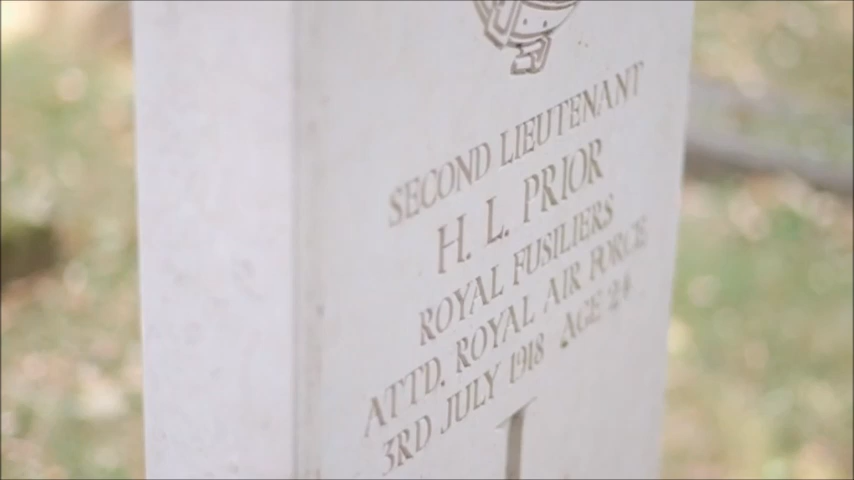 SECOND LIEUTENANT
H. L. PRIOR
ROYAL FUSILIERS
ATTD. ROYAL AIR FORCE
3RD JULY 1918 AGE 24